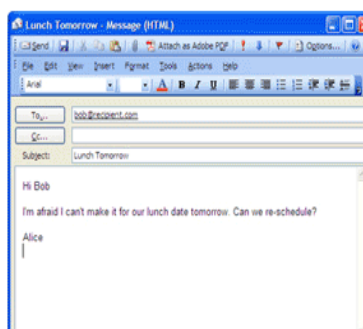 Lunch Tomorrow - Message (HTML)
Send
Attach as Adobe PDF
Options...
File Edit View Insert Format Tools Actions Help
Arial
A B I U
To...
bob@recipient.com
Cc...
Subject:
Lunch Tomorrow
Hi Bob
I'm afraid I can't make it for our lunch date tomorrow. Can we re-schedule?
Alice